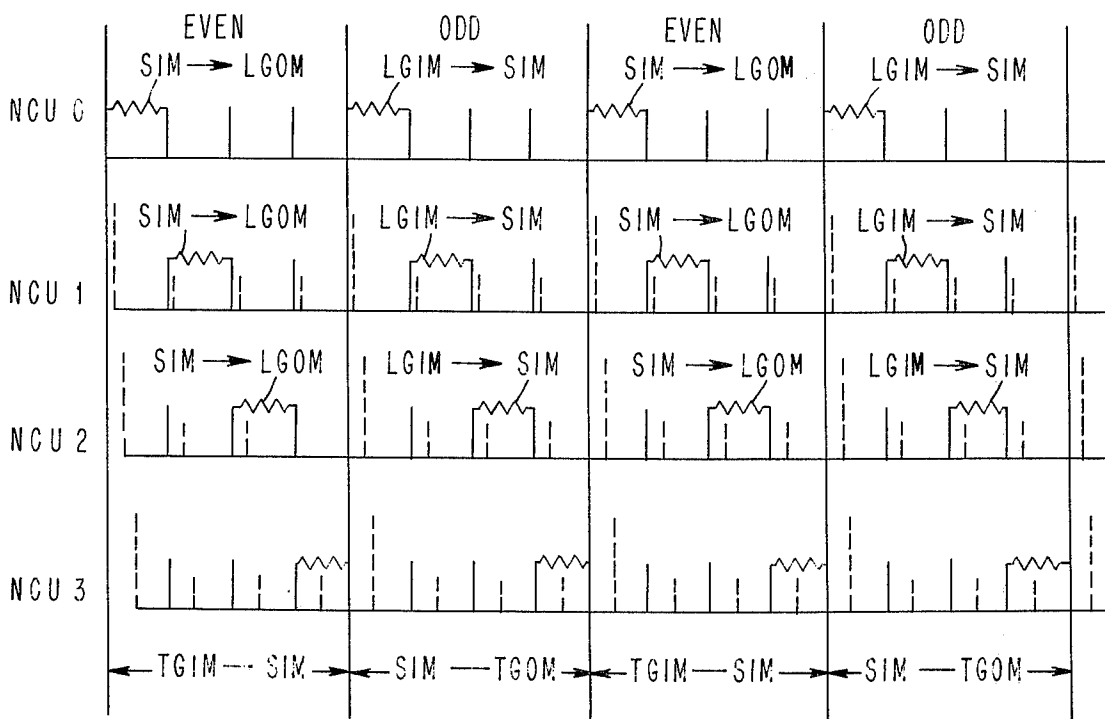 EVEN ODD EVEN ODD
SIM → LGOM LGIM → SIM SIM → LGOM LGIM → SIM
NCU 0
SIM → LGOM LGIM → SIM SIM → LGOM LGIM → SIM
NCU 1
SIM → LGOM LGIM → SIM SIM → LGOM LGIM → SIM
NCU 2
NCU 3
TGIM — SIM SIM — TGOM TGIM — SIM SIM — TGOM